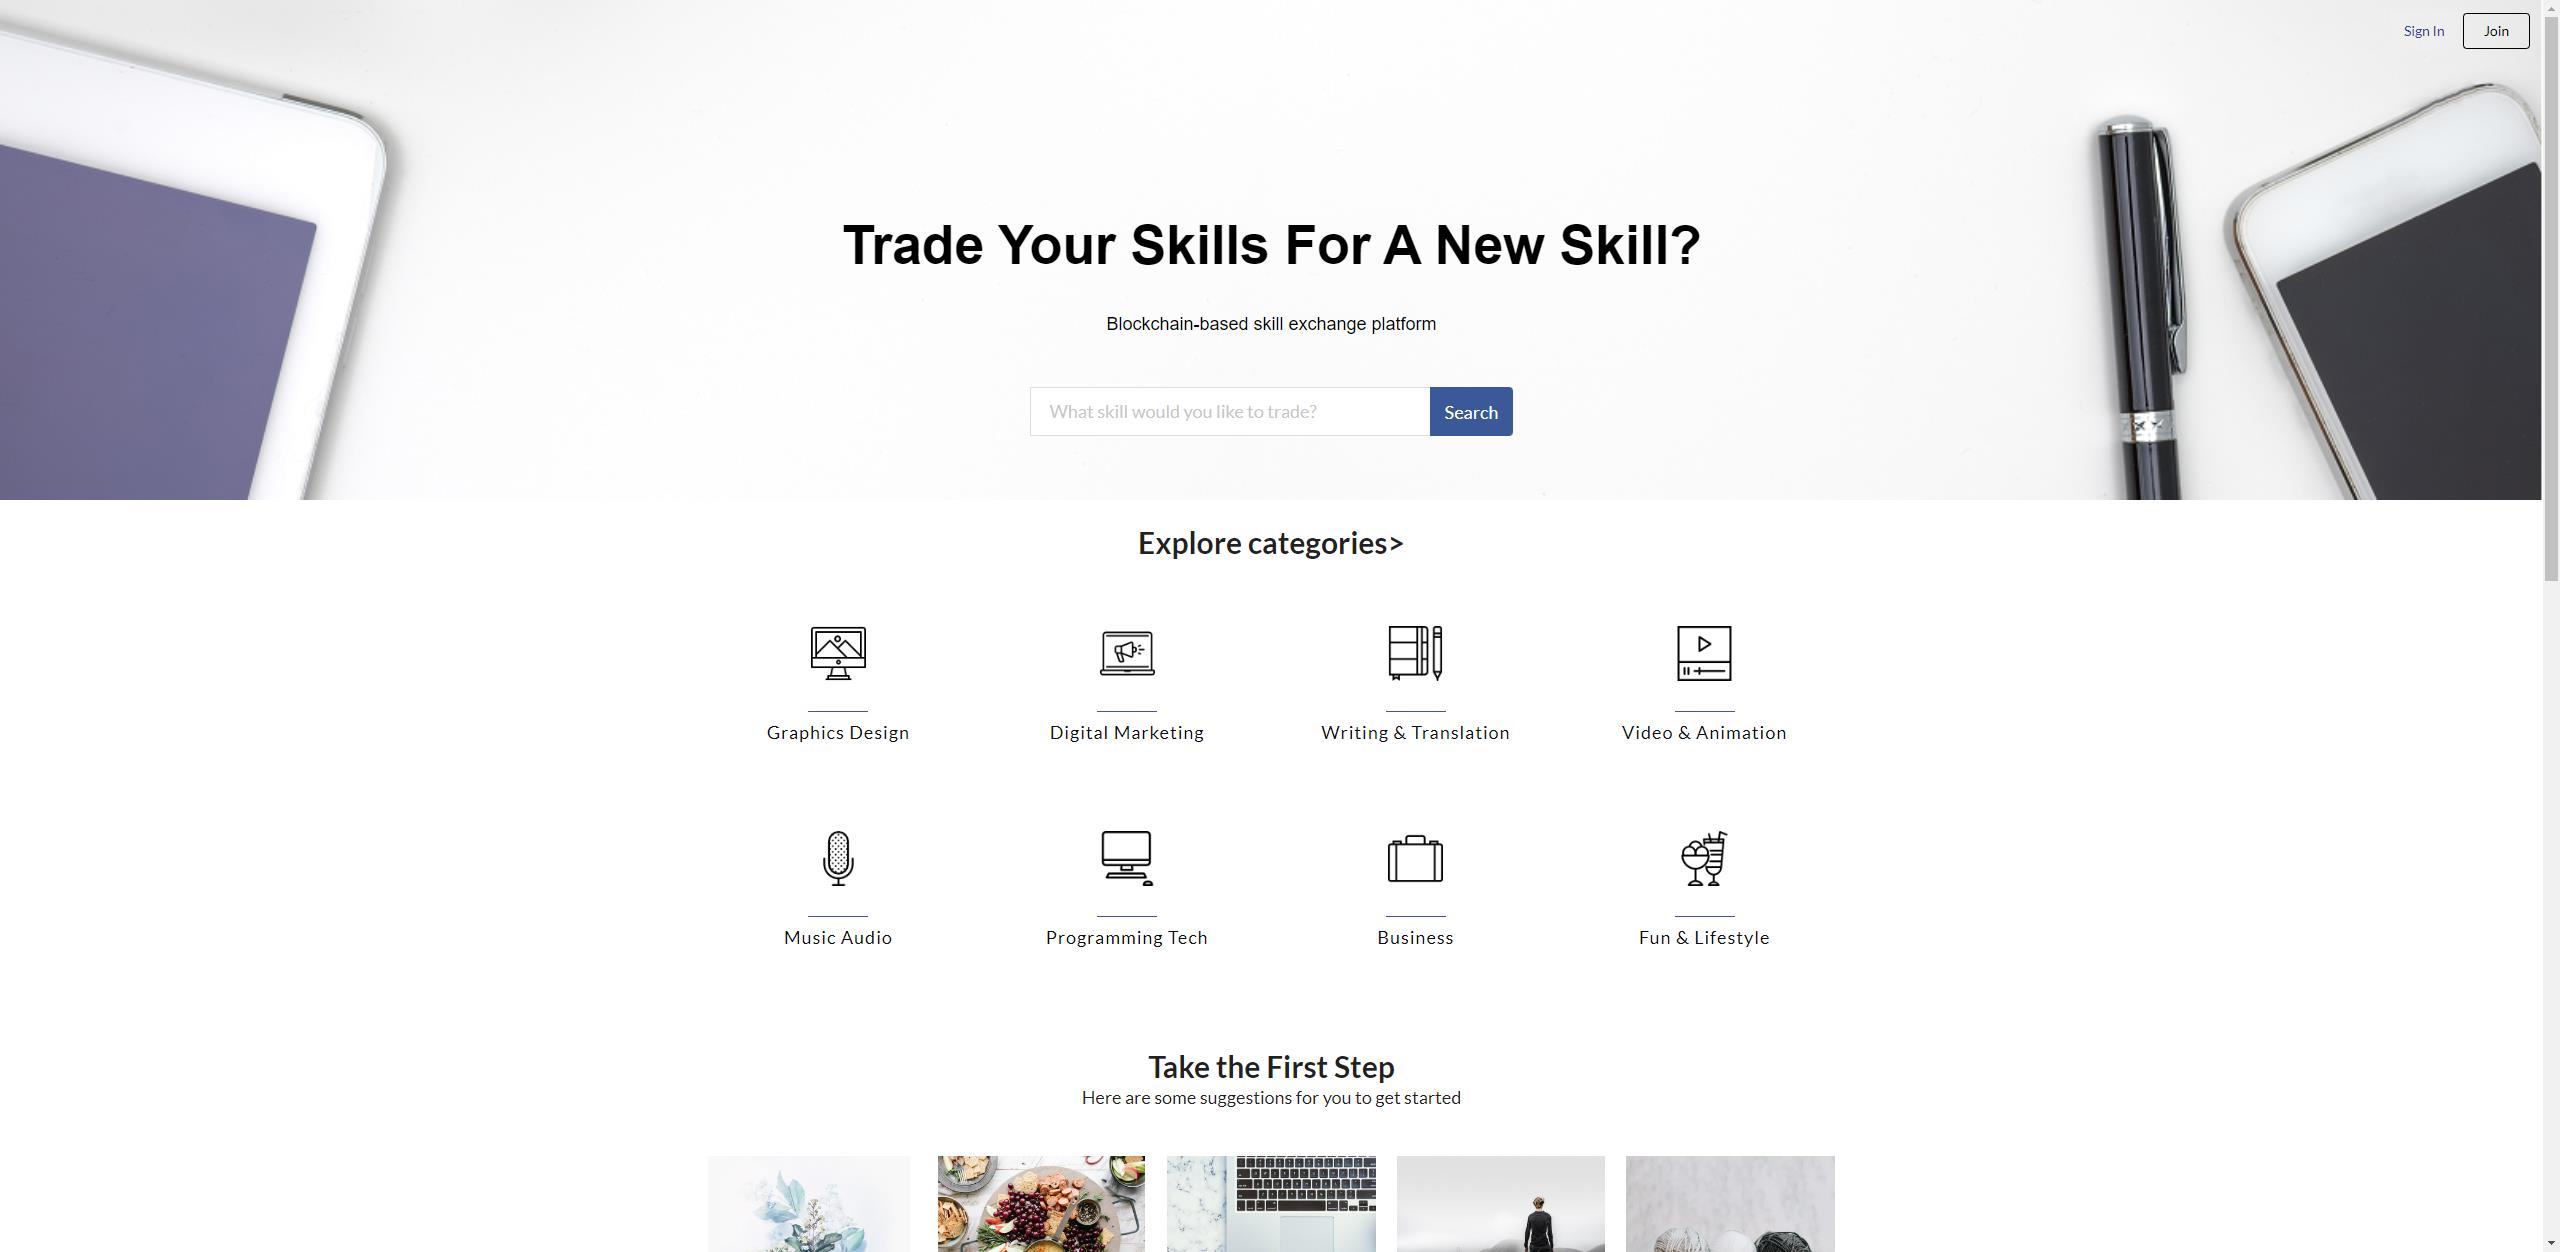 Sign In
Join
Trade Your Skills For A New Skill?
Blockchain-based skill exchange platform
What skill would you like to trade?
Search
Explore categories>
Graphics Design
Digital Marketing
Writing & Translation
Video & Animation
Music Audio
Programming Tech
Business
Fun & Lifestyle
Take the First Step
Here are some suggestions for you to get started